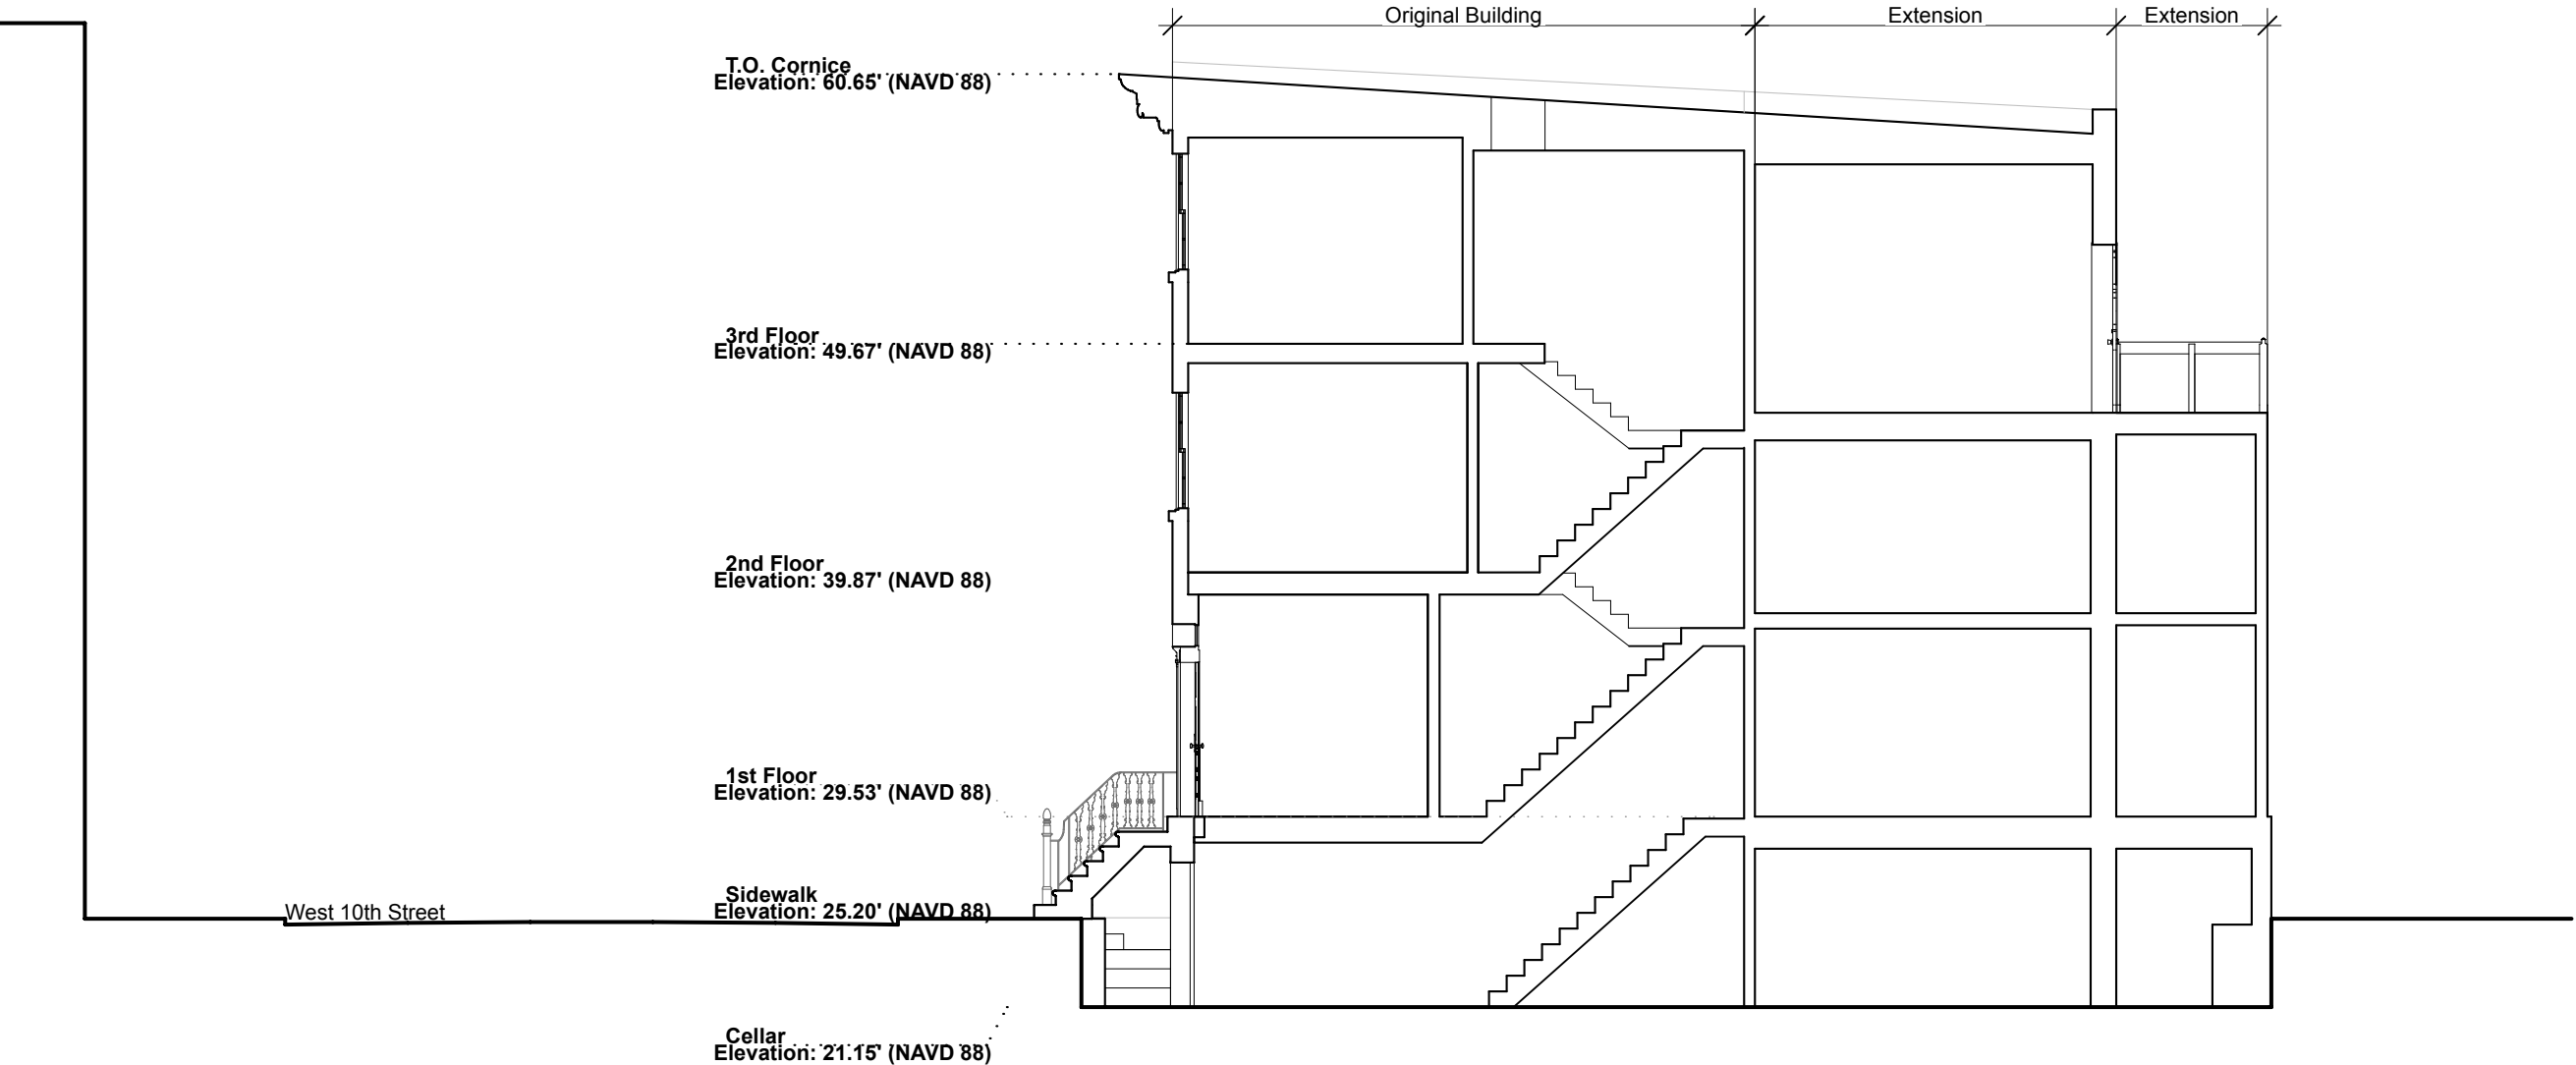 Original Building
Extension
Extension
T.O. Cornice
Elevation: 60.65' (NAVD 88)
3rd Floor
Elevation: 49.67' (NAVD 88)
2nd Floor
Elevation: 39.87' (NAVD 88)
1st Floor
Elevation: 29.53' (NAVD 88)
Sidewalk
Elevation: 25.20' (NAVD 88)
West 10th Street
Cellar
Elevation: 21.15' (NAVD 88)